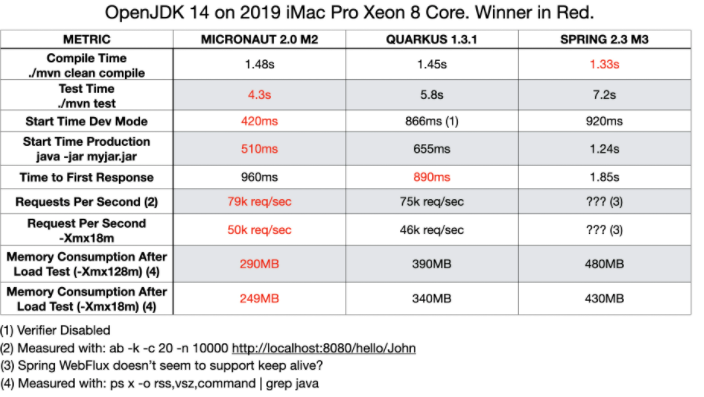 OpenJDK 14 on 2019 iMac Pro Xeon 8 Core. Winner in Red.
METRIC MICRONAUT 2.0 M2 QUARKUS 1.3.1 SPRING 2.3 M3
Compile Time
./mvn clean compile
1.48s 1.45s 1.33s
Test Time
./mvn test
4.3s 5.8s 7.2s
Start Time Dev Mode 420ms 866ms (1) 920ms
Start Time Production
java -jar myjar.jar
510ms 655ms 1.24s
Time to First Response 960ms 890ms 1.85s
Requests Per Second (2) 79k req/sec 75k req/sec ??? (3)
Request Per Second
-Xmx18m
50k req/sec 46k req/sec ??? (3)
Memory Consumption After
Load Test (-Xmx128m) (4)
290MB 390MB 480MB
Memory Consumption After
Load Test (-Xmx18m) (4)
249MB 340MB 430MB
(1) Verifier Disabled
(2) Measured with: ab -k -c 20 -n 10000 http://localhost:8080/hello/John
(3) Spring WebFlux doesn't seem to support keep alive?
(4) Measured with: ps x -o rss,vsz,command | grep java